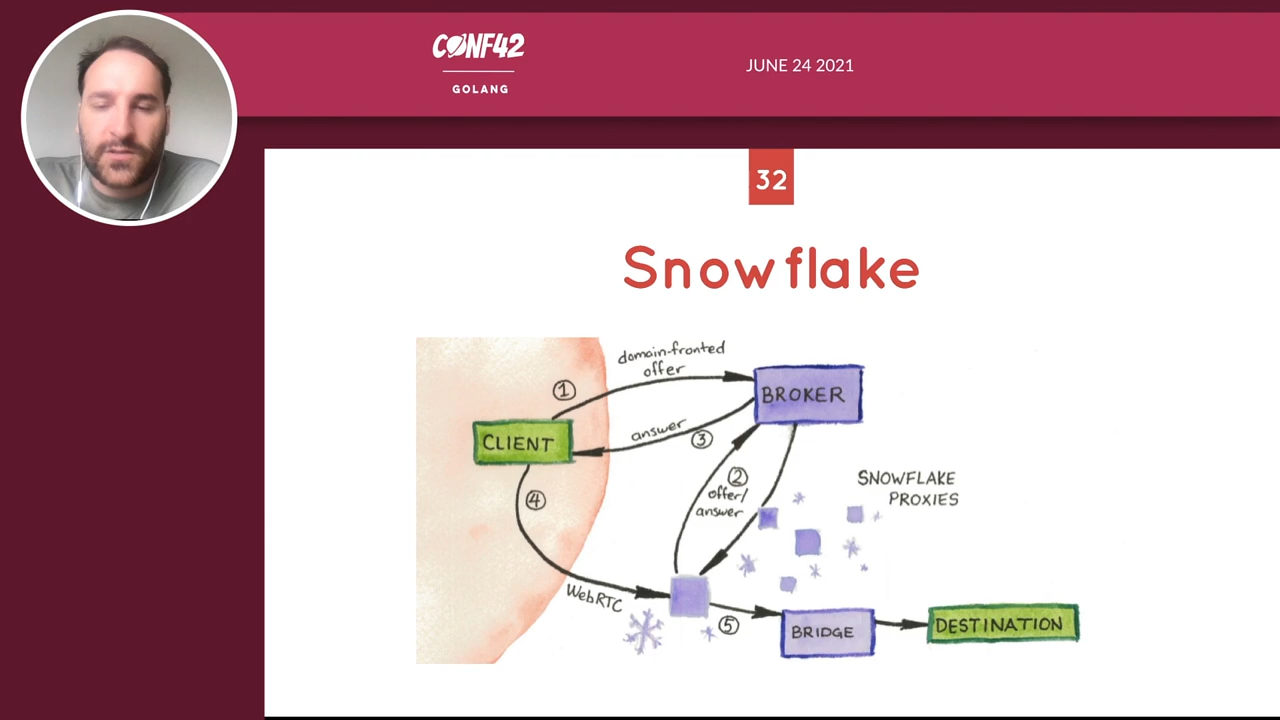 CONF42
GOLANG
JUNE 24 2021
32
Snowflake
domain-fronted
offer
1
BROKER
CLIENT
answer
3
2
offer/
answer
SNOWFLAKE
PROXIES
4
WebRTC
5
BRIDGE
DESTINATION